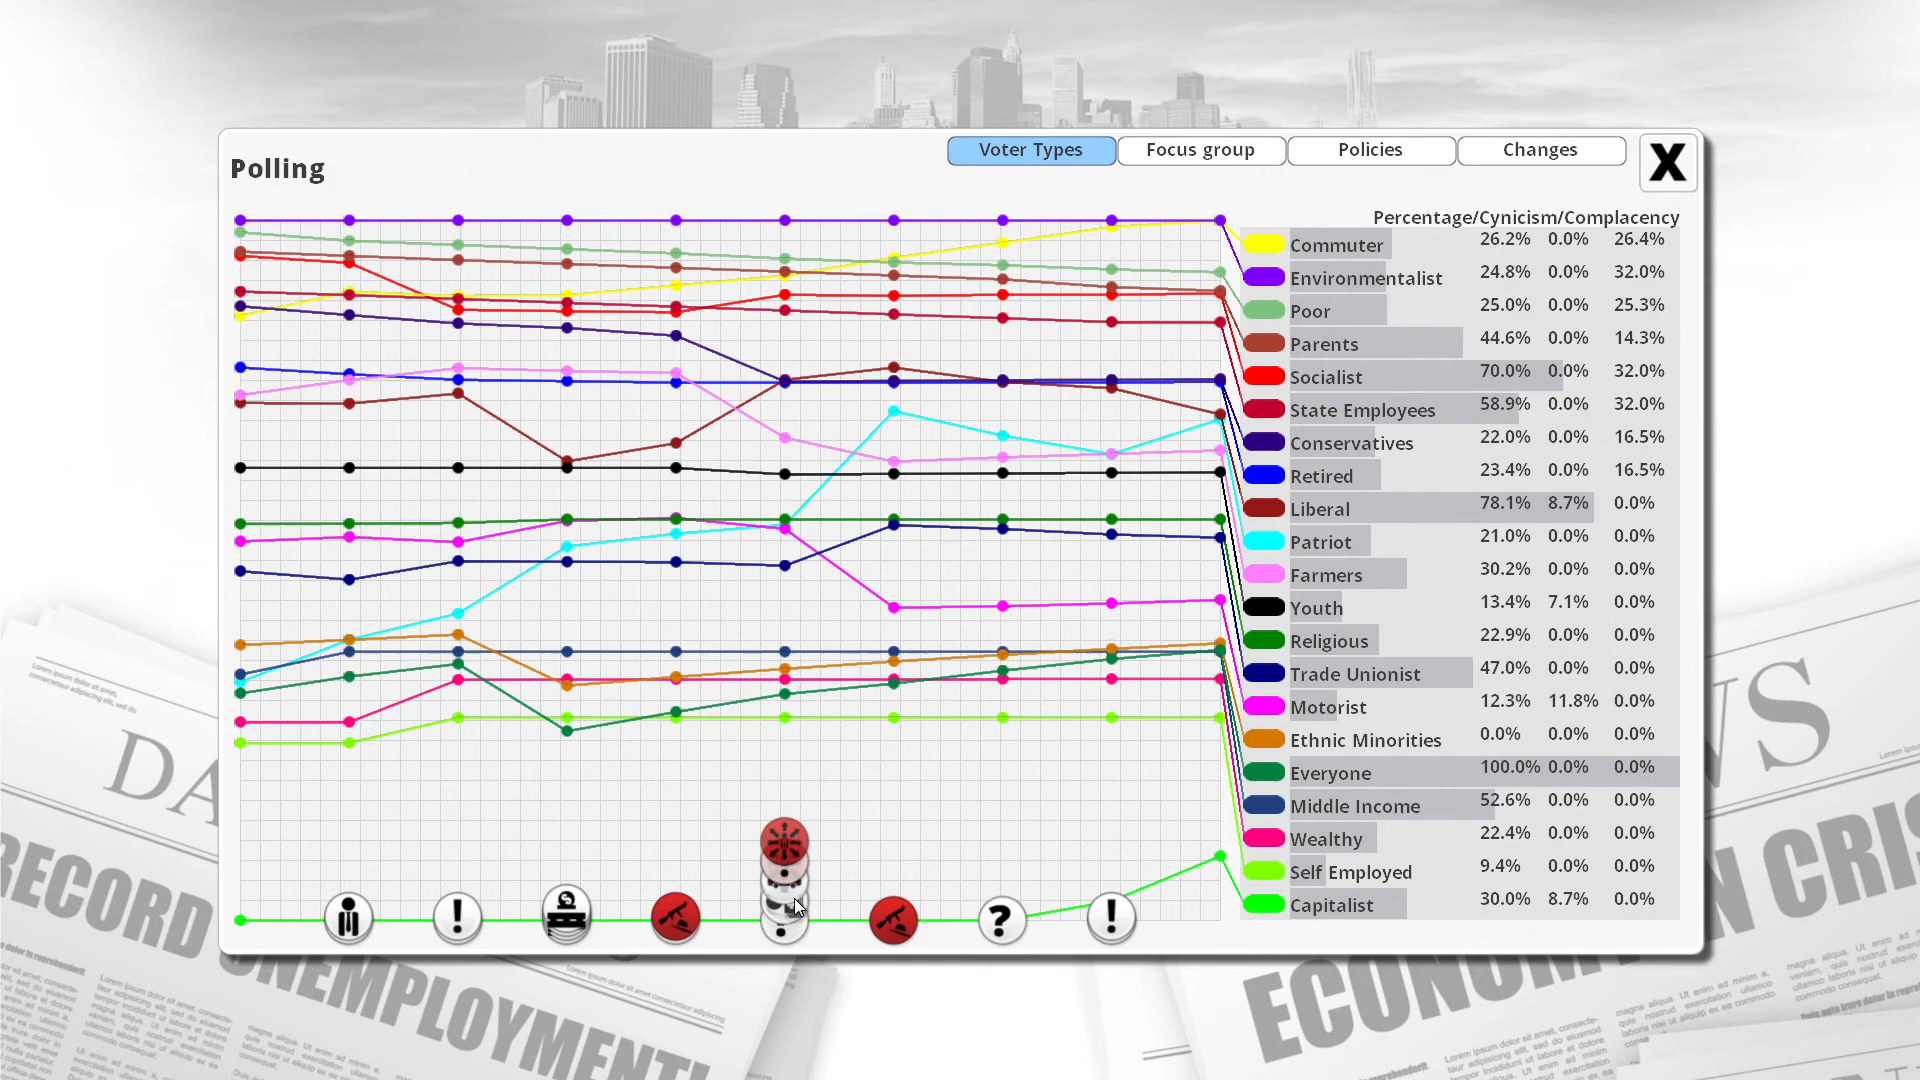 Polling
Voter Types
Focus group
Policies
Changes
X
Percentage/Cynicism/Complacency
Commuter 26.2% 0.0% 26.4%
Environmentalist 24.8% 0.0% 32.0%
Poor 25.0% 0.0% 25.3%
Parents 44.6% 0.0% 14.3%
Socialist 70.0% 0.0% 32.0%
State Employees 58.9% 0.0% 32.0%
Conservatives 22.0% 0.0% 16.5%
Retired 23.4% 0.0% 16.5%
Liberal 78.1% 8.7% 0.0%
Patriot 21.0% 0.0% 0.0%
Farmers 30.2% 0.0% 0.0%
Youth 13.4% 7.1% 0.0%
Religious 22.9% 0.0% 0.0%
Trade Unionist 47.0% 0.0% 0.0%
Motorist 12.3% 11.8% 0.0%
Ethnic Minorities 0.0% 0.0% 0.0%
Everyone 100.0% 0.0% 0.0%
Middle Income 52.6% 0.0% 0.0%
Wealthy 22.4% 0.0% 0.0%
Self Employed 9.4% 0.0% 0.0%
Capitalist 30.0% 8.7% 0.0%
! ? !
RECORD UNEMPLOYMENT!